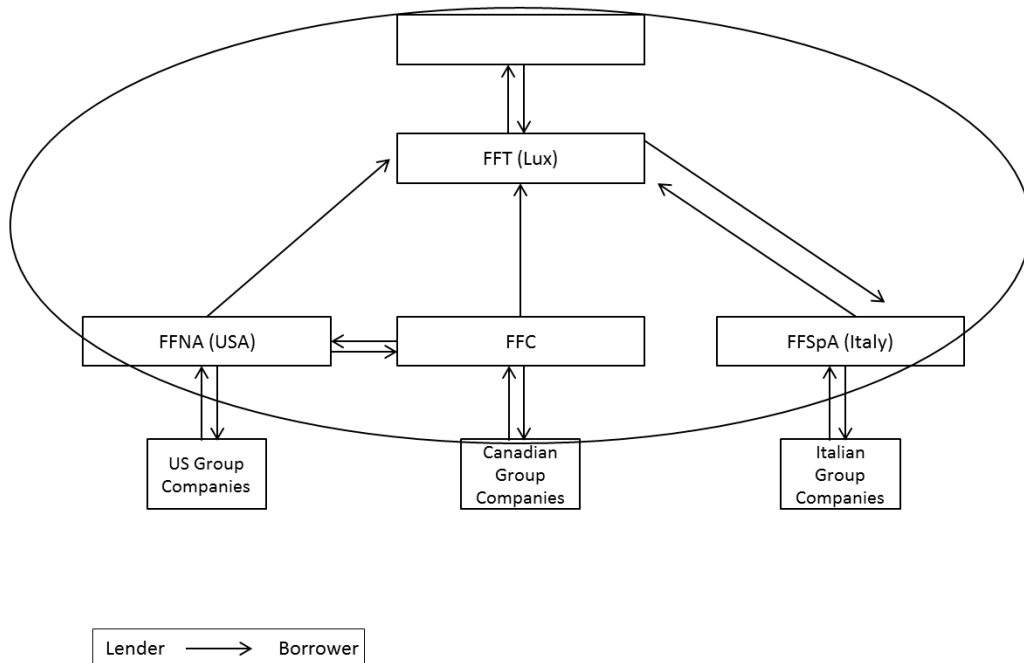 FFT (Lux)
FFNA (USA)
FFC
FFSpA (Italy)
US Group
Companies
Canadian
Group
Companies
Italian
Group
Companies
Lender
Borrower